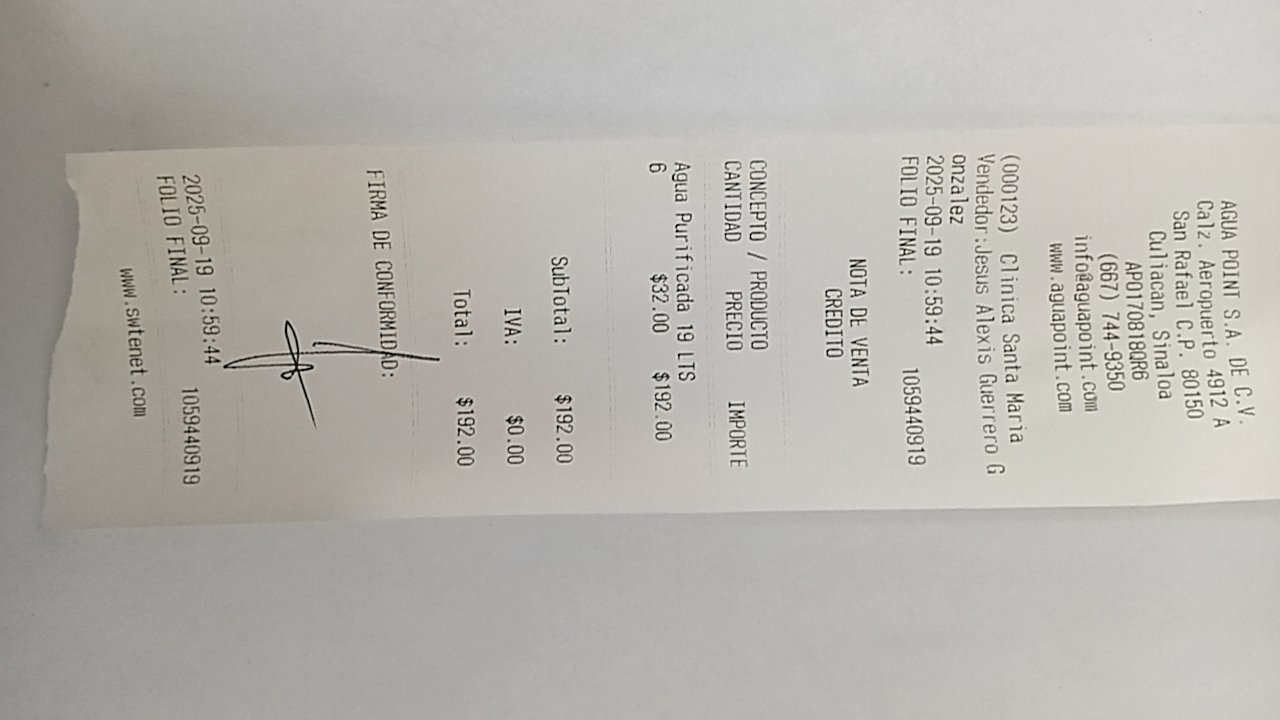 AGUA POINT S.A. DE C.V.
Calz. Aeropuerto 4912 A
San Rafael C.P. 80150
Culiacan, Sinaloa
APO170818QR6
(667) 744-9350
info@aguapoint.com
www.aguapoint.com
(000123) Clinica Santa Maria
Vendedor:Jesus Alexis Guerrero G
onzalez
2025-09-19 10:59:44
FOLIO FINAL: 1059440919
NOTA DE VENTA
CREDITO
CONCEPTO / PRODUCTO
CANTIDAD PRECIO IMPORTE
Agua Purificada 19 LTS
6 $32.00 $192.00
SubTotal: $192.00
IVA: $0.00
Total: $192.00
FIRMA DE CONFORMIDAD:
2025-09-19 10:59:44
FOLIO FINAL: 1059440919
www.swtenet.com